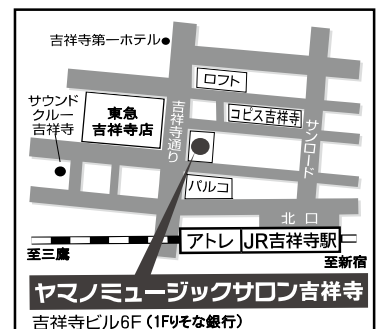 吉祥寺第一ホテル
ロフト
サウンド
クルー
吉祥寺
東急
吉祥寺店
吉祥寺通り
コピス吉祥寺
サンロード
パルコ
北口
アトレ
JR吉祥寺駅
至三鷹
至新宿
ヤマノミュージックサロン吉祥寺
吉祥寺ビル6F(1Fりそな銀行)